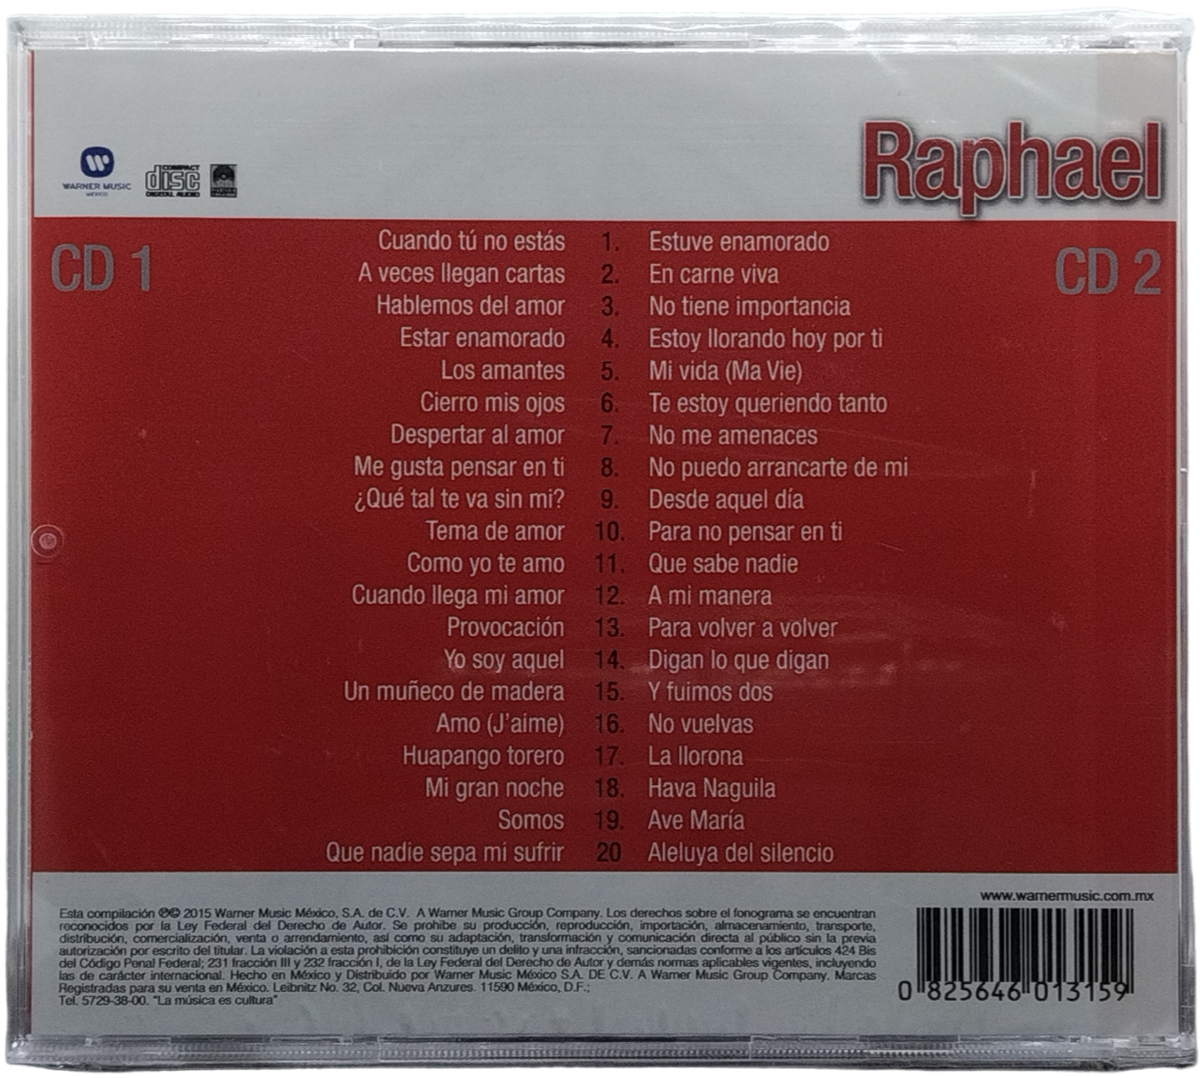 Raphael
WARNER MUSIC
MEXICO
COMPACT
disc
DIGITAL AUDIO
CD 1
CD 2
Cuando tú no estás 1. Estuve enamorado
A veces llegan cartas 2. En carne viva
Hablemos del amor 3. No tiene importancia
Estar enamorado 4. Estoy llorando hoy por ti
Los amantes 5. Mi vida (Ma Vie)
Cierro mis ojos 6. Te estoy queriendo tanto
Despertar al amor 7. No me amenaces
Me gusta pensar en ti 8. No puedo arrancarte de mi
¿Qué tal te va sin mi? 9. Desde aquel día
Tema de amor 10. Para no pensar en ti
Como yo te amo 11. Que sabe nadie
Cuando llega mi amor 12. A mi manera
Provocación 13. Para volver a volver
Yo soy aquel 14. Digan lo que digan
Un muñeco de madera 15. Y fuimos dos
Amo (J'aime) 16. No vuelvas
Huapango torero 17. La llorona
Mi gran noche 18. Hava Naguila
Somos 19. Ave María
Que nadie sepa mi sufrir 20 Aleluya del silencio
www.warnermusic.com.mx
Esta compilación ℗© 2015 Warner Music México, S.A. de C.V. A Warner Music Group Company. Los derechos sobre el fonograma se encuentran
reconocidos por la Ley Federal del Derecho de Autor. Se prohibe su producción, reproducción, importación, almacenamiento, transporte,
distribución, comercialización, venta o arrendamiento, así como su adaptación, transformación y comunicación directa al público sin la previa
autorización por escrito del titular. La violación a esta prohibición constituye un delito y una infracción, sancionadas conforme a los artículos 424 Bis
del Código Penal Federal; 231 fracción III y 232 fracción I, de la Ley Federal del Derecho de Autor y demás normas aplicables vigentes, incluyendo
las de carácter internacional. Hecho en México y Distribuido por Warner Music México S.A. DE C.V. A Warner Music Group Company. Marcas
Registradas para su venta en México. Leibnitz No. 32, Col. Nueva Anzures. 11590 México, D.F.;
Tel. 5729-38-00. "La música es cultura"
0 825646 013159